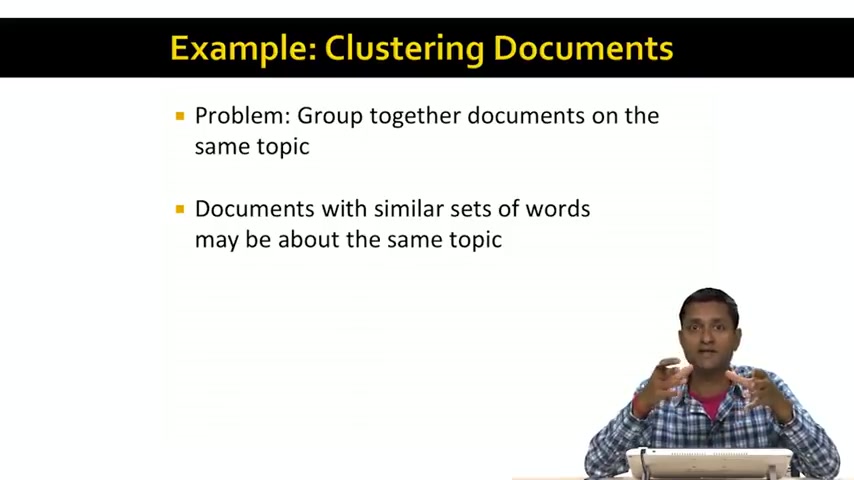 Example: Clustering Documents
Problem: Group together documents on the
same topic
Documents with similar sets of words
may be about the same topic